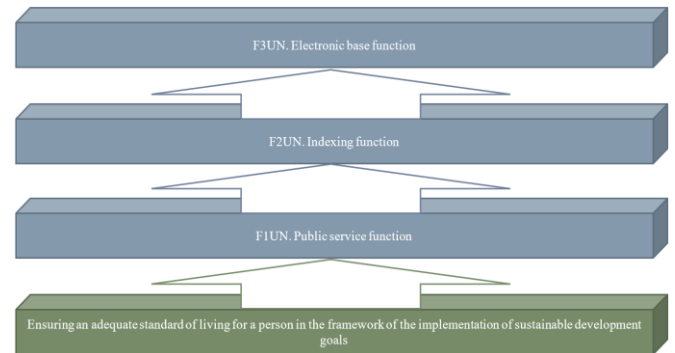 F3UN. Electronic base function
F2UN. Indexing function
F1UN. Public service function
Ensuring an adequate standard of living for a person in the framework of the implementation of sustainable development
goals